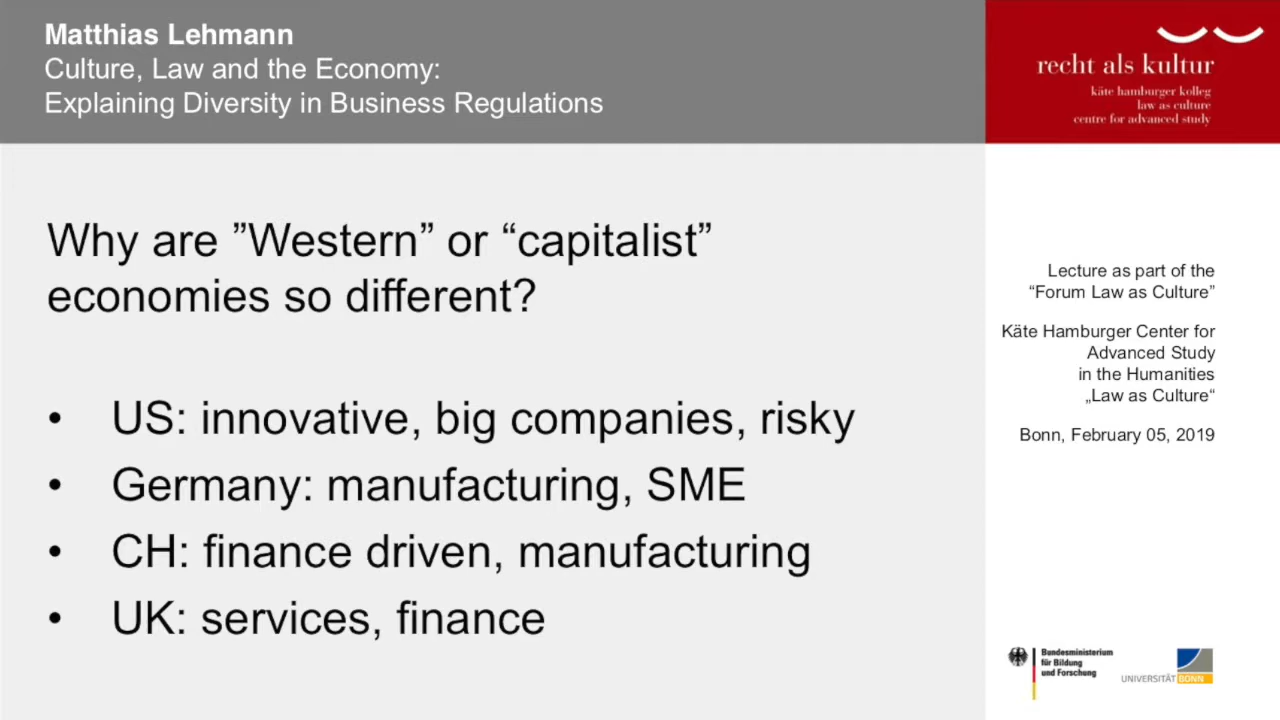 Matthias Lehmann
Culture, Law and the Economy:
Explaining Diversity in Business Regulations
recht als kultur
käte hamburger kolleg
law as culture
centre for advanced study
Why are ”Western” or “capitalist”
economies so different?
• US: innovative, big companies, risky
• Germany: manufacturing, SME
• CH: finance driven, manufacturing
• UK: services, finance
Lecture as part of the
“Forum Law as Culture”
Käte Hamburger Center for
Advanced Study
in the Humanities
„Law as Culture“
Bonn, February 05, 2019
Bundesministerium
für Bildung
und Forschung
UNIVERSITÄT BONN